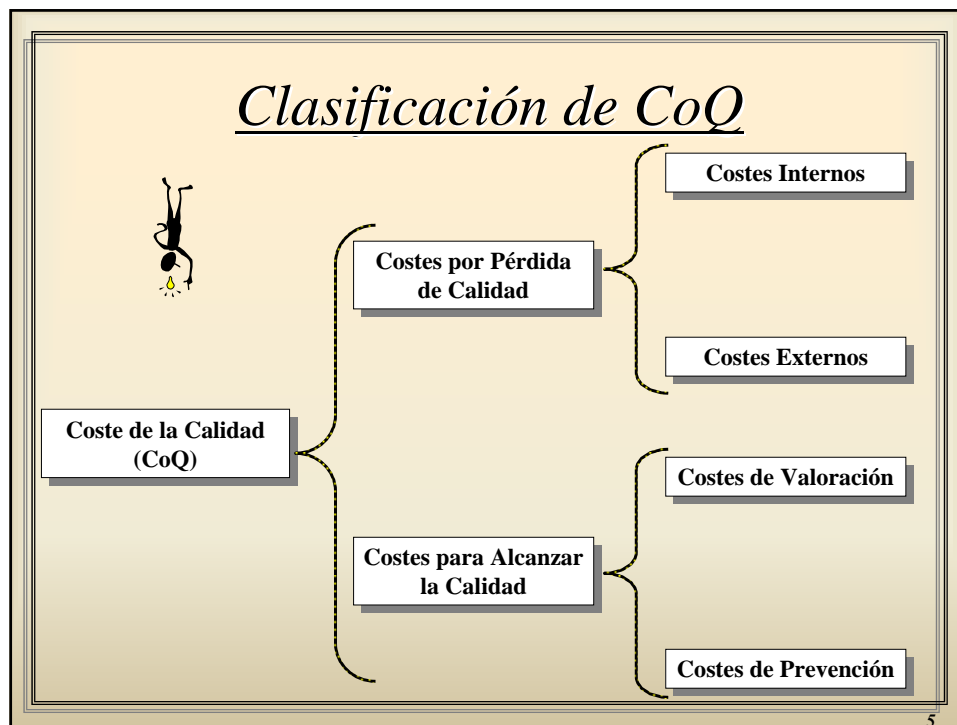 Clasificación de CoQ
Costes Internos
Costes por Pérdida
de Calidad
Costes Externos
Coste de la Calidad
(CoQ)
Costes de Valoración
Costes para Alcanzar
la Calidad
Costes de Prevención
5